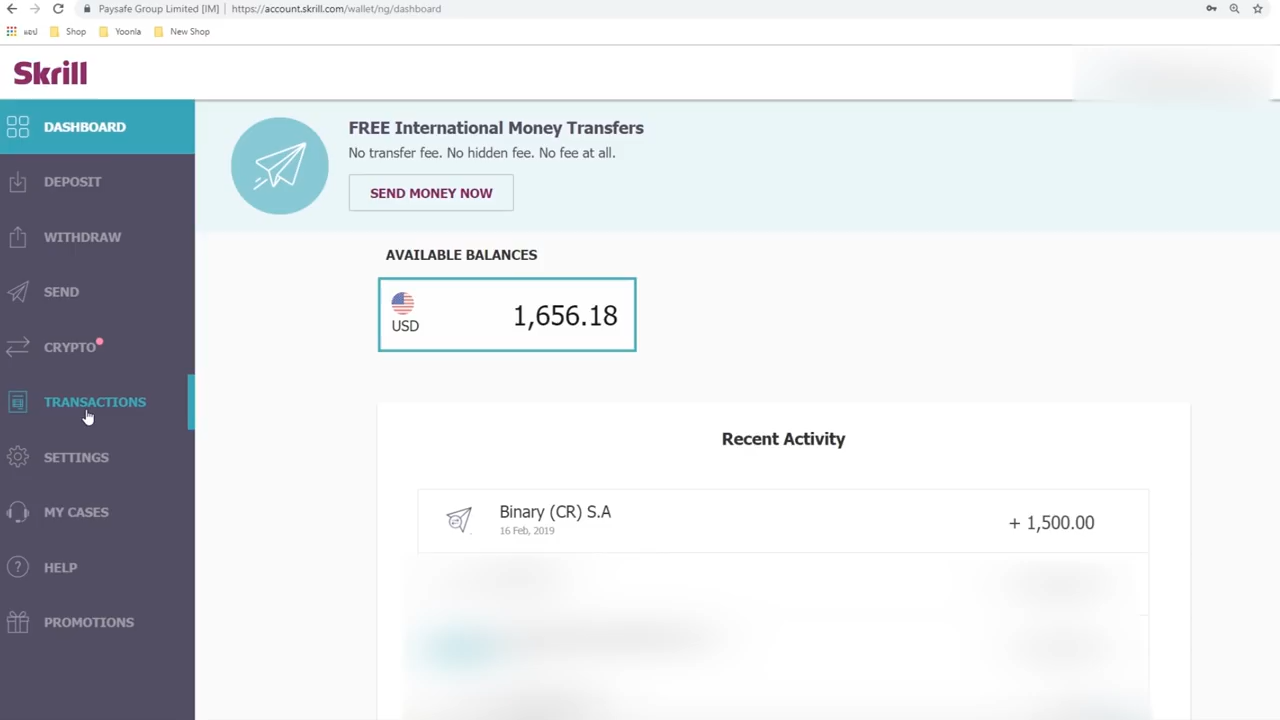 Paysafe Group Limited [IM] | https://account.skrill.com/wallet/ng/dashboard
Shop Yoonla New Shop
Skrill
DASHBOARD
DEPOSIT
WITHDRAW
SEND
CRYPTO
TRANSACTIONS
SETTINGS
MY CASES
HELP
PROMOTIONS
FREE International Money Transfers
No transfer fee. No hidden fee. No fee at all.
SEND MONEY NOW
AVAILABLE BALANCES
USD 1,656.18
Recent Activity
Binary (CR) S.A
16 Feb, 2019
+ 1,500.00